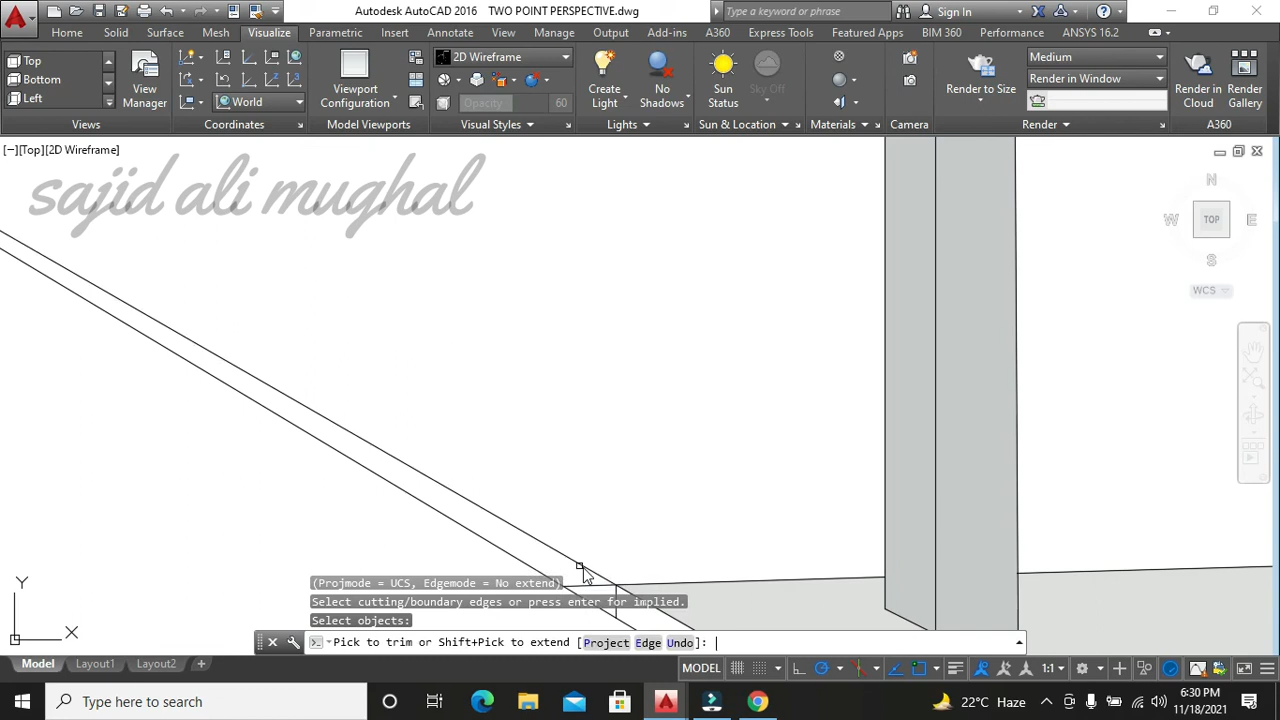 Autodesk AutoCAD 2016 TWO POINT PERSPECTIVE.dwg
Type a keyword or phrase
Sign In
Home Solid Surface Mesh Visualize Parametric Insert Annotate View Manage Output Add-ins A360 Express Tools Featured Apps BIM 360 Performance ANSYS 16.2
Top
Bottom
Left
View
Manager
Views
World
Coordinates
Viewport
Configuration
Model Viewports
2D Wireframe
Opacity 60
Visual Styles
Create
Light
No
Shadows
Lights
Sun
Status
Sky Off
Sun & Location
Materials
Camera
Render to Size
Medium
Render in Window
Render
Render in
Cloud
Render
Gallery
A360
[−][Top][2D Wireframe]
sajid ali mughal
N
W TOP E
S
WCS
Y
X
(Projmode = UCS, Edgemode = No extend)
Select cutting/boundary edges or press enter for implied.
Select objects:
Pick to trim or Shift+Pick to extend [Project Edge Undo]:
Model Layout1 Layout2 +
MODEL
1:1
Type here to search
22°C Haze
6:30 PM
11/18/2021